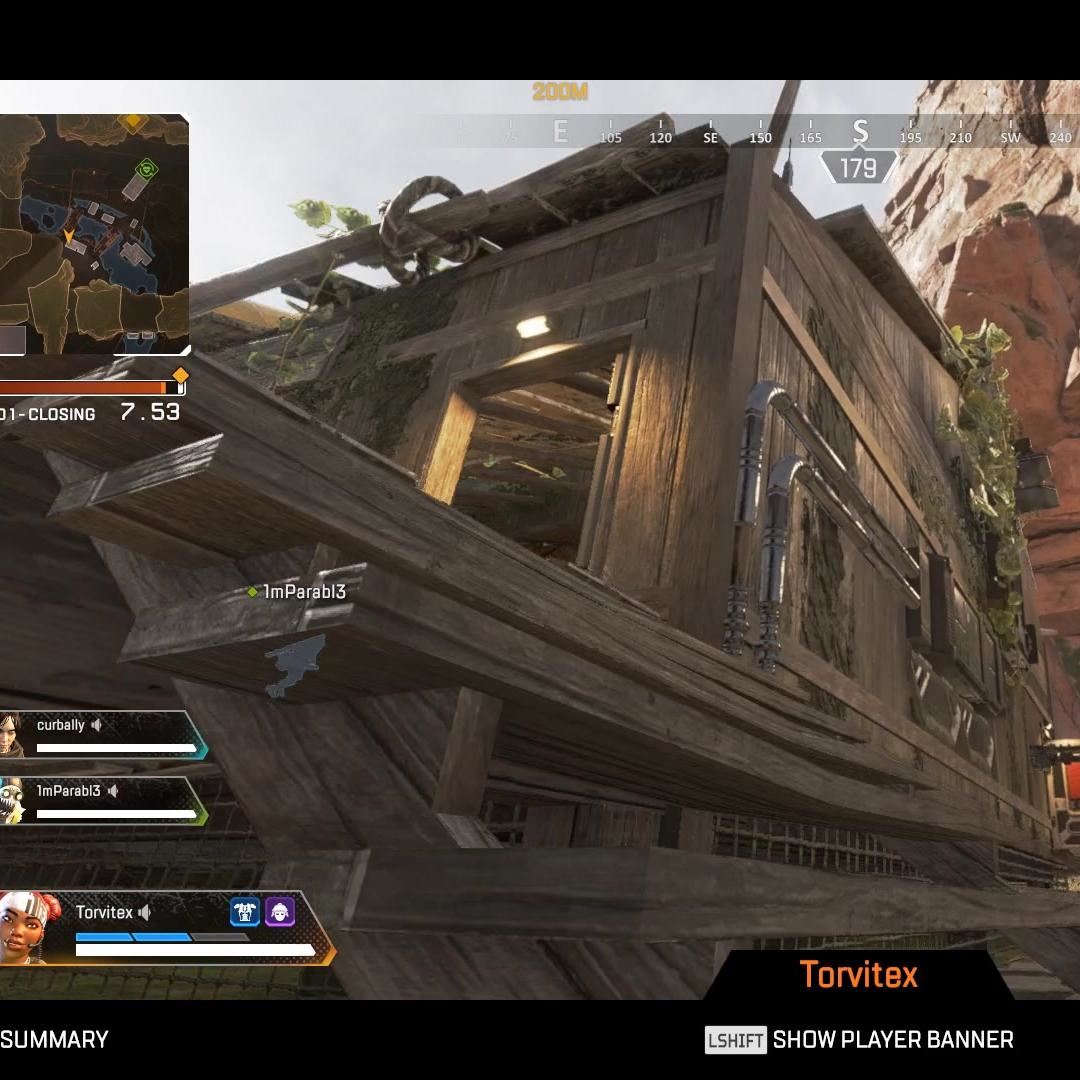 200M
E 105 120 SE 150 165 S 195 210 SW 240
179
01-CLOSING 7.53
1mParabl3
curbally
1mParabl3
Torvitex
Torvitex
SUMMARY
LSHIFT SHOW PLAYER BANNER